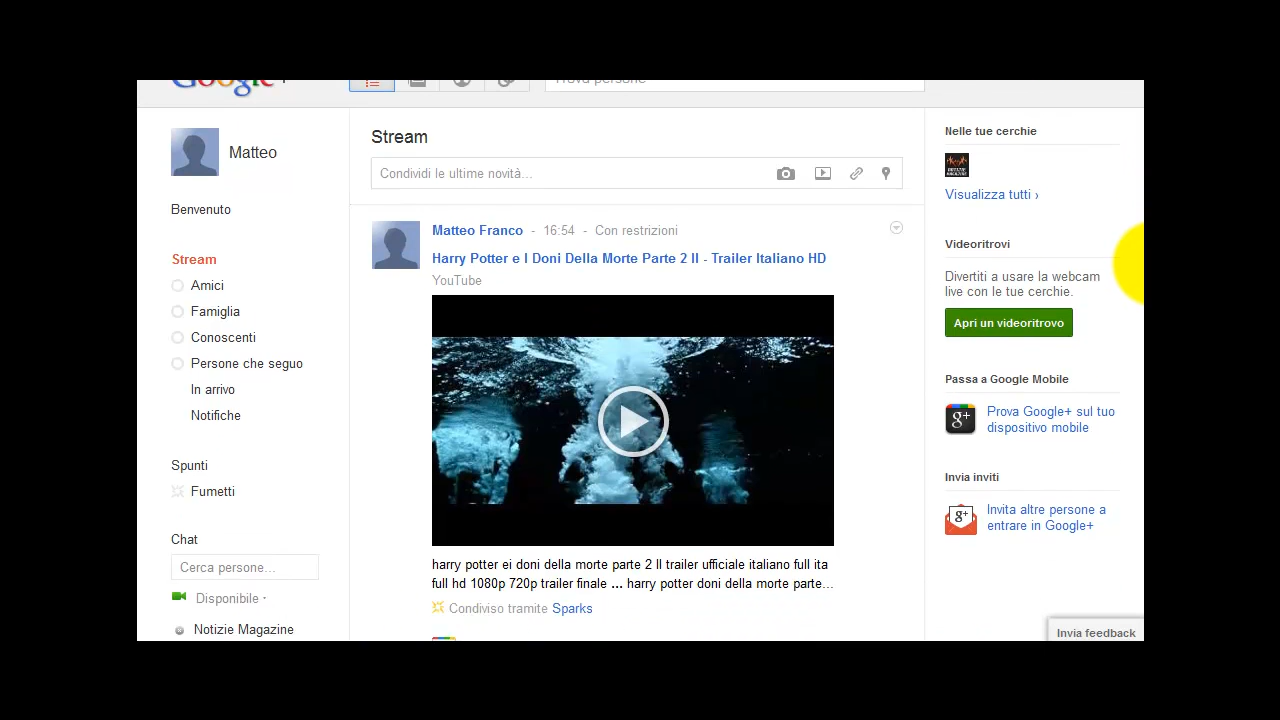 Google+
Trova persone
Matteo
Benvenuto
Stream
Amici
Famiglia
Conoscenti
Persone che seguo
In arrivo
Notifiche
Spunti
Fumetti
Chat
Cerca persone...
Disponibile
Notizie Magazine
Stream
Condividi le ultime novità...
Matteo Franco - 16:54 - Con restrizioni
Harry Potter e I Doni Della Morte Parte 2 II - Trailer Italiano HD
YouTube
harry potter ei doni della morte parte 2 II trailer ufficiale italiano full ita
full hd 1080p 720p trailer finale ... harry potter doni della morte parte...
Condiviso tramite Sparks
Nelle tue cerchie
Visualizza tutti ›
Videoritrovi
Divertiti a usare la webcam
live con le tue cerchie.
Apri un videoritrovo
Passa a Google Mobile
g+
Prova Google+ sul tuo
dispositivo mobile
Invia inviti
g+
Invita altre persone a
entrare in Google+
Invia feedback